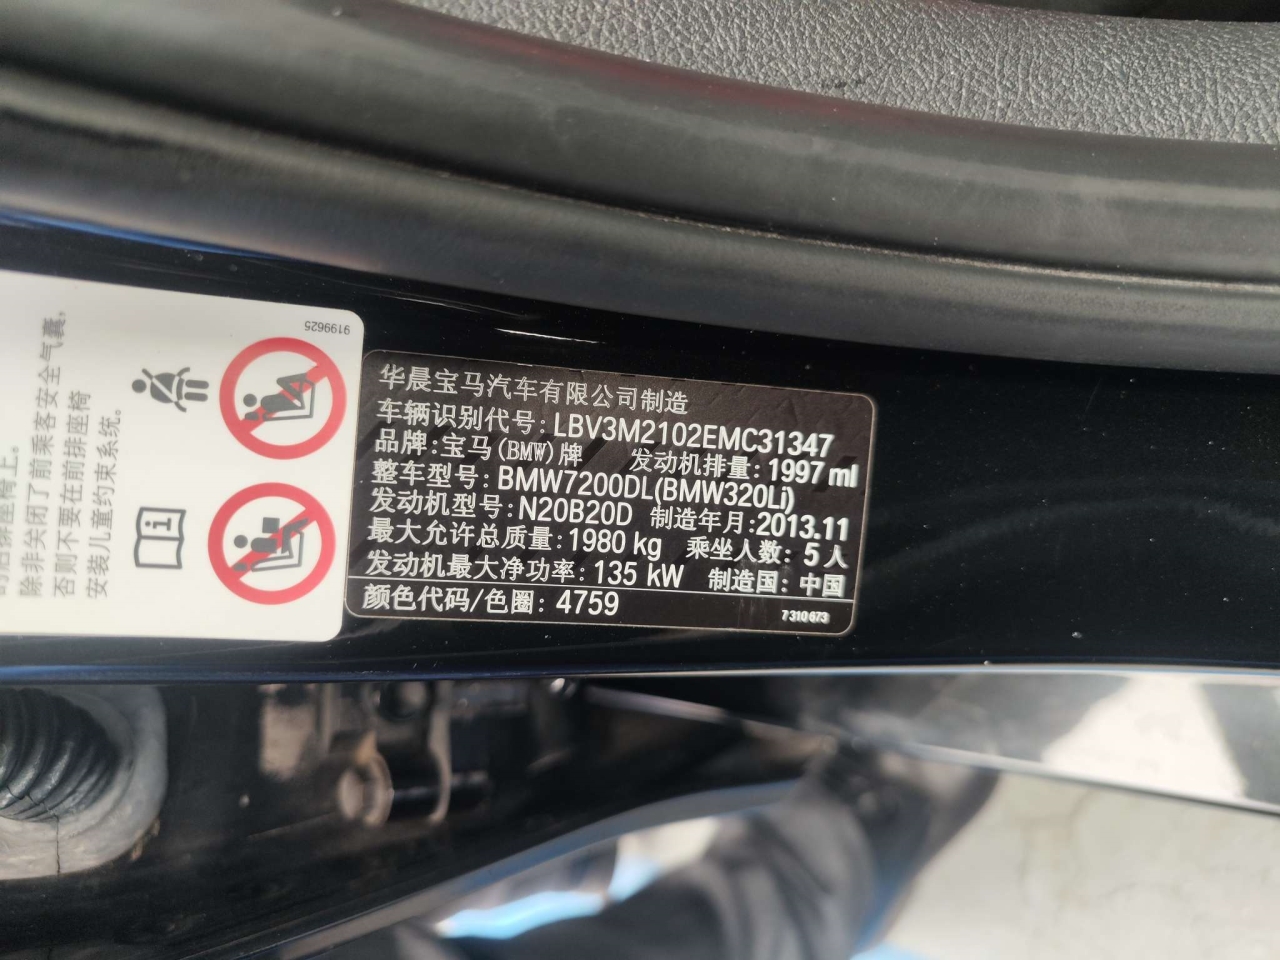 9199625
除非关闭了前乘客安全气囊，
否则不要在前排座椅
安装儿童约束系统。
华晨宝马汽车有限公司制造
车辆识别代号: LBV3M2102EMC31347
品牌:宝马(BMW)牌 发动机排量: 1997 ml
整车型号: BMW7200DL(BMW320Li)
发动机型号: N20B20D 制造年月:2013.11
最大允许总质量: 1980 kg 乘坐人数: 5 人
发动机最大净功率: 135 kW 制造国: 中国
颜色代码/色圈: 4759
7 310 673